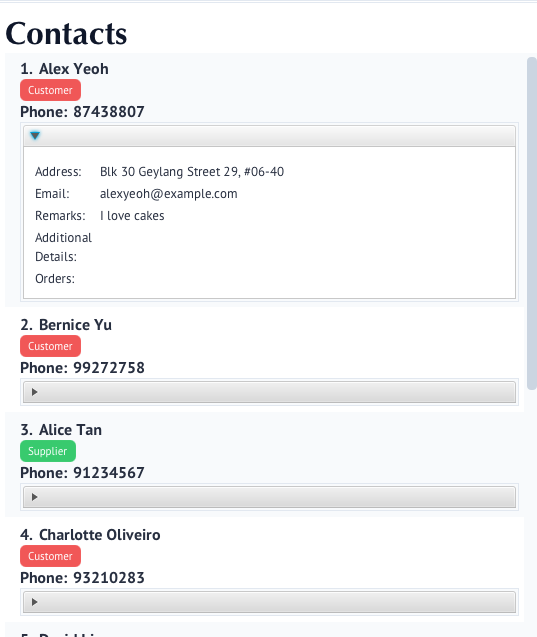 Contacts
1. Alex Yeoh
Customer
Phone: 87438807
Address: Blk 30 Geylang Street 29, #06-40
Email: alexyeoh@example.com
Remarks: I love cakes
Additional
Details:
Orders:
2. Bernice Yu
Customer
Phone: 99272758
3. Alice Tan
Supplier
Phone: 91234567
4. Charlotte Oliveiro
Customer
Phone: 93210283